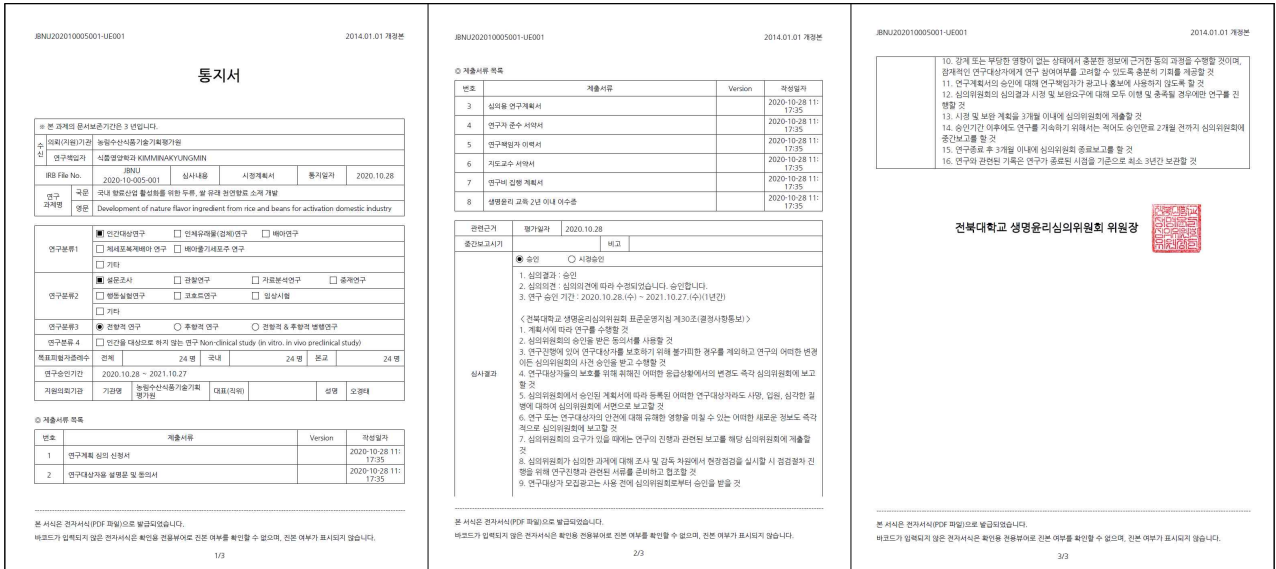 JBNU202010005001-UE001 2014.01.01 개정본
통지서
※ 본 과제의 문서보존기간은 3 년입니다.
수신 의뢰(지원)기관 농림수산식품기술기획평가원
연구책임자 식품영양학과 KIMMINAKYUNGMIN
IRB File No. JBNU 2020-10-005-001 심사내용 시정계획서 통지일자 2020.10.28
연구과제명 국문 국내 향료산업 활성화를 위한 두류, 쌀 유래 천연향료 소재 개발
영문 Development of nature flavor ingredient from rice and beans for activation domestic industry
연구분류1 ■ 인간대상연구 □ 인체유래물(검체)연구 □ 배아연구
□ 체세포복제배아 연구 □ 배아줄기세포주 연구
□ 기타
연구분류2 ■ 설문조사 □ 관찰연구 □ 자료분석연구 □ 중재연구
□ 행동실험연구 □ 코호트연구 □ 임상시험
□ 기타
연구분류3 ◉ 전향적 연구 ○ 후향적 연구 ○ 전향적 & 후향적 병행연구
연구분류 4 □ 인간을 대상으로 하지 않는 연구 Non-clinical study (in vitro. in vivo preclinical study)
목표피험자증례수 전체 24 명 국내 24 명 본교 24 명
연구승인기간 2020.10.28 ~ 2021.10.27
지원의뢰기관 기관명 농림수산식품기술기획평가원 대표(직위) 성명 오경태
◎ 제출서류 목록
번호 제출서류 Version 작성일자
1 연구계획 심의 신청서 2020-10-28 11:17:35
2 연구대상자용 설명문 및 동의서 2020-10-28 11:17:35
본 서식은 전자서식(PDF 파일)으로 발급되었습니다.
바코드가 입력되지 않은 전자서식은 확인용 전용뷰어로 진본 여부를 확인할 수 없으며, 진본 여부가 표시되지 않습니다.
1/3
JBNU202010005001-UE001 2014.01.01 개정본
◎ 제출서류 목록
번호 제출서류 Version 작성일자
3 심의용 연구계획서 2020-10-28 11:17:35
4 연구자 준수 서약서 2020-10-28 11:17:35
5 연구책임자 이력서 2020-10-28 11:17:35
6 지도교수 서약서 2020-10-28 11:17:35
7 연구비 집행 계획서 2020-10-28 11:17:35
8 생명윤리 교육 2년 이내 이수증 2020-10-28 11:17:35
관련근거 평가일자 2020.10.28
중간보고시기 비고
심사결과 ◉ 승인 ○ 시정승인
1. 심의결과 : 승인
2. 심의의견 : 심의의견에 따라 수정되었습니다. 승인합니다.
3. 연구 승인 기간 : 2020.10.28.(수) ~ 2021.10.27.(수)(1년간)
< 전북대학교 생명윤리심의위원회 표준운영지침 제30조(결정사항통보) >
1. 계획서에 따라 연구를 수행할 것
2. 심의위원회 승인을 받은 동의서를 사용할 것
3. 연구진행에 있어 연구대상자를 보호하기 위해 불가피한 경우를 제외하고 연구의 어떠한 변경
이든 심의위원회의 사전 승인을 받고 수행할 것
4. 연구대상자들의 보호를 위해 취해진 어떠한 응급상황에서의 변경도 즉각 심의위원회에 보고
할 것
5. 심의위원회에서 승인된 계획서에 따라 등록된 어떠한 연구대상자라도 사망, 입원, 심각한 질
병에 대하여 심의위원회에 서면으로 보고할 것
6. 연구 또는 연구대상자의 안전에 대해 유해한 영향을 미칠 수 있는 어떠한 새로운 정보도 즉각
적으로 심의위원회에 보고할 것
7. 심의위원회의 요구가 있을 때에는 연구의 진행과 관련된 보고를 해당 심의위원회에 제출할
것
8. 심의위원회가 심의한 과제에 대해 조사 및 감독 차원에서 현장점검을 실시할 시 점검절차 진
행을 위해 연구진행과 관련된 서류를 준비하고 협조할 것
9. 연구대상자 모집광고는 사용 전에 심의위원회로부터 승인을 받을 것
본 서식은 전자서식(PDF 파일)으로 발급되었습니다.
바코드가 입력되지 않은 전자서식은 확인용 전용뷰어로 진본 여부를 확인할 수 없으며, 진본 여부가 표시되지 않습니다.
2/3
JBNU202010005001-UE001 2014.01.01 개정본
10. 강제 또는 부당한 영향이 없는 상태에서 충분한 정보에 근거한 동의 과정을 수행할 것이며,
잠재적인 연구대상자에게 연구 참여여부를 고려할 수 있도록 충분히 기회를 제공할 것
11. 연구계획서의 승인에 대해 연구책임자가 광고나 홍보에 사용하지 않도록 할 것
12. 심의위원회의 심의결과 시정 및 보완요구에 대해 모두 이행 및 충족될 경우에만 연구를 진
행할 것
13. 시정 및 보완 계획을 3개월 이내에 심의위원회에 제출할 것
14. 승인기간 이후에도 연구를 지속하기 위해서는 적어도 승인만료 2개월 전까지 심의위원회에
중간보고를 할 것
15. 연구종료 후 3개월 이내에 심의위원회 종료보고를 할 것
16. 연구와 관련된 기록은 연구가 종료된 시점을 기준으로 최소 3년간 보관할 것
전북대학교 생명윤리심의위원회 위원장
본 서식은 전자서식(PDF 파일)으로 발급되었습니다.
바코드가 입력되지 않은 전자서식은 확인용 전용뷰어로 진본 여부를 확인할 수 없으며, 진본 여부가 표시되지 않습니다.
3/3